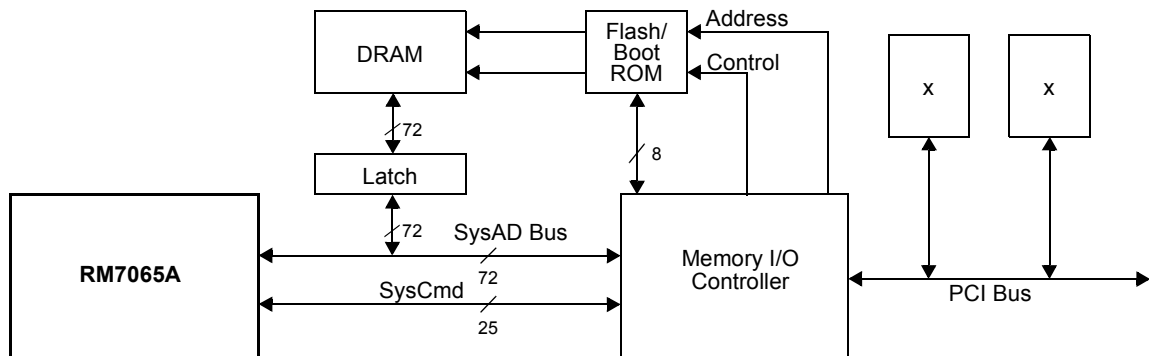 DRAM
Flash/
Boot
ROM
Address
Control
x
x
72
8
Latch
72
SysAD Bus
72
RM7065A
SysCmd
25
Memory I/O
Controller
PCI Bus